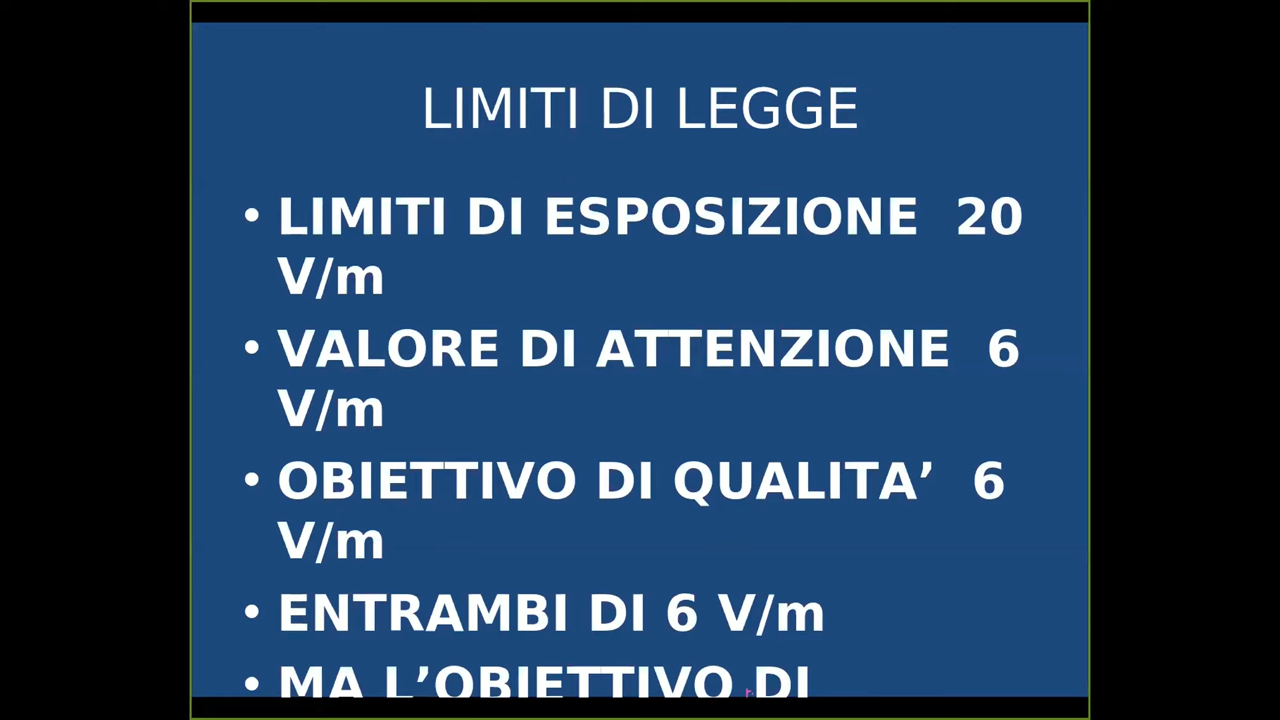 LIMITI DI LEGGE
• LIMITI DI ESPOSIZIONE 20
V/m
• VALORE DI ATTENZIONE 6
V/m
• OBIETTIVO DI QUALITA’ 6
V/m
• ENTRAMBI DI 6 V/m
• MA L’OBIETTIVO DI